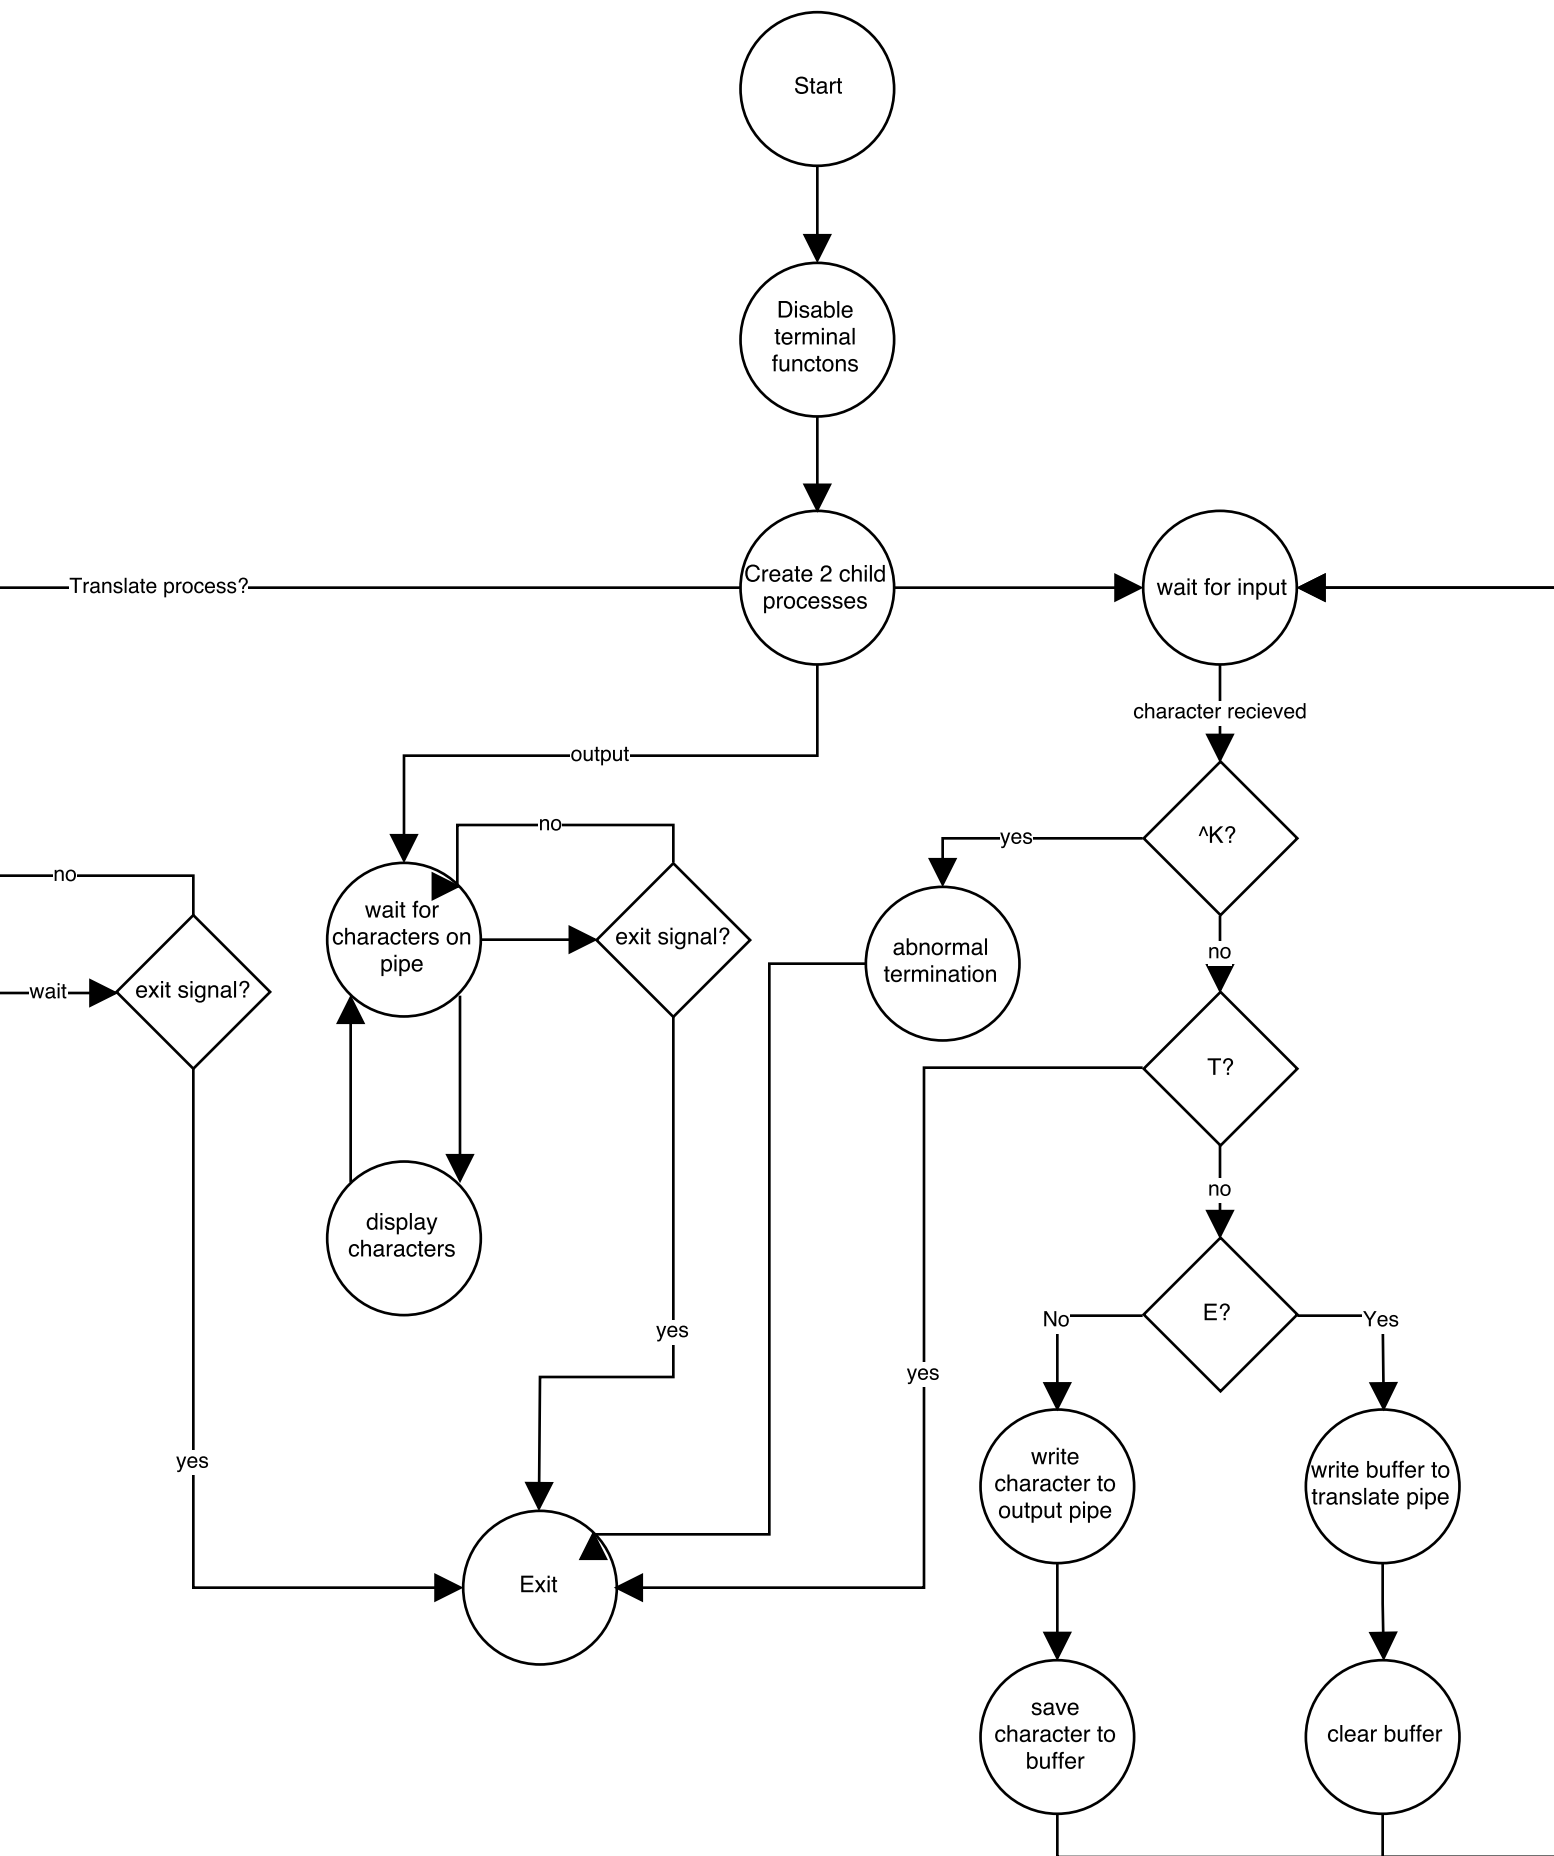 Start
Disable
terminal
functons
Create 2 child
processes
Translate process?
wait for input
character recieved
output
^K?
yes
no
no
no
wait for
characters on
pipe
exit signal?
abnormal
termination
wait
exit signal?
T?
no
display
characters
E?
No
Yes
yes
yes
yes
write
character to
output pipe
write buffer to
translate pipe
Exit
save
character to
buffer
clear buffer